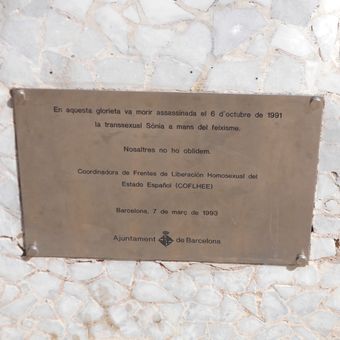 En aquesta glorieta va morir assassinada el 6 d'octubre de 1991
la transsexual Sònia a mans del feixisme.
Nosaltres no ho oblidem.
Coordinadora de Frentes de Liberación Homosexual del
Estado Español (COFLHEE)
Barcelona, 7 de març de 1993
Ajuntament de Barcelona